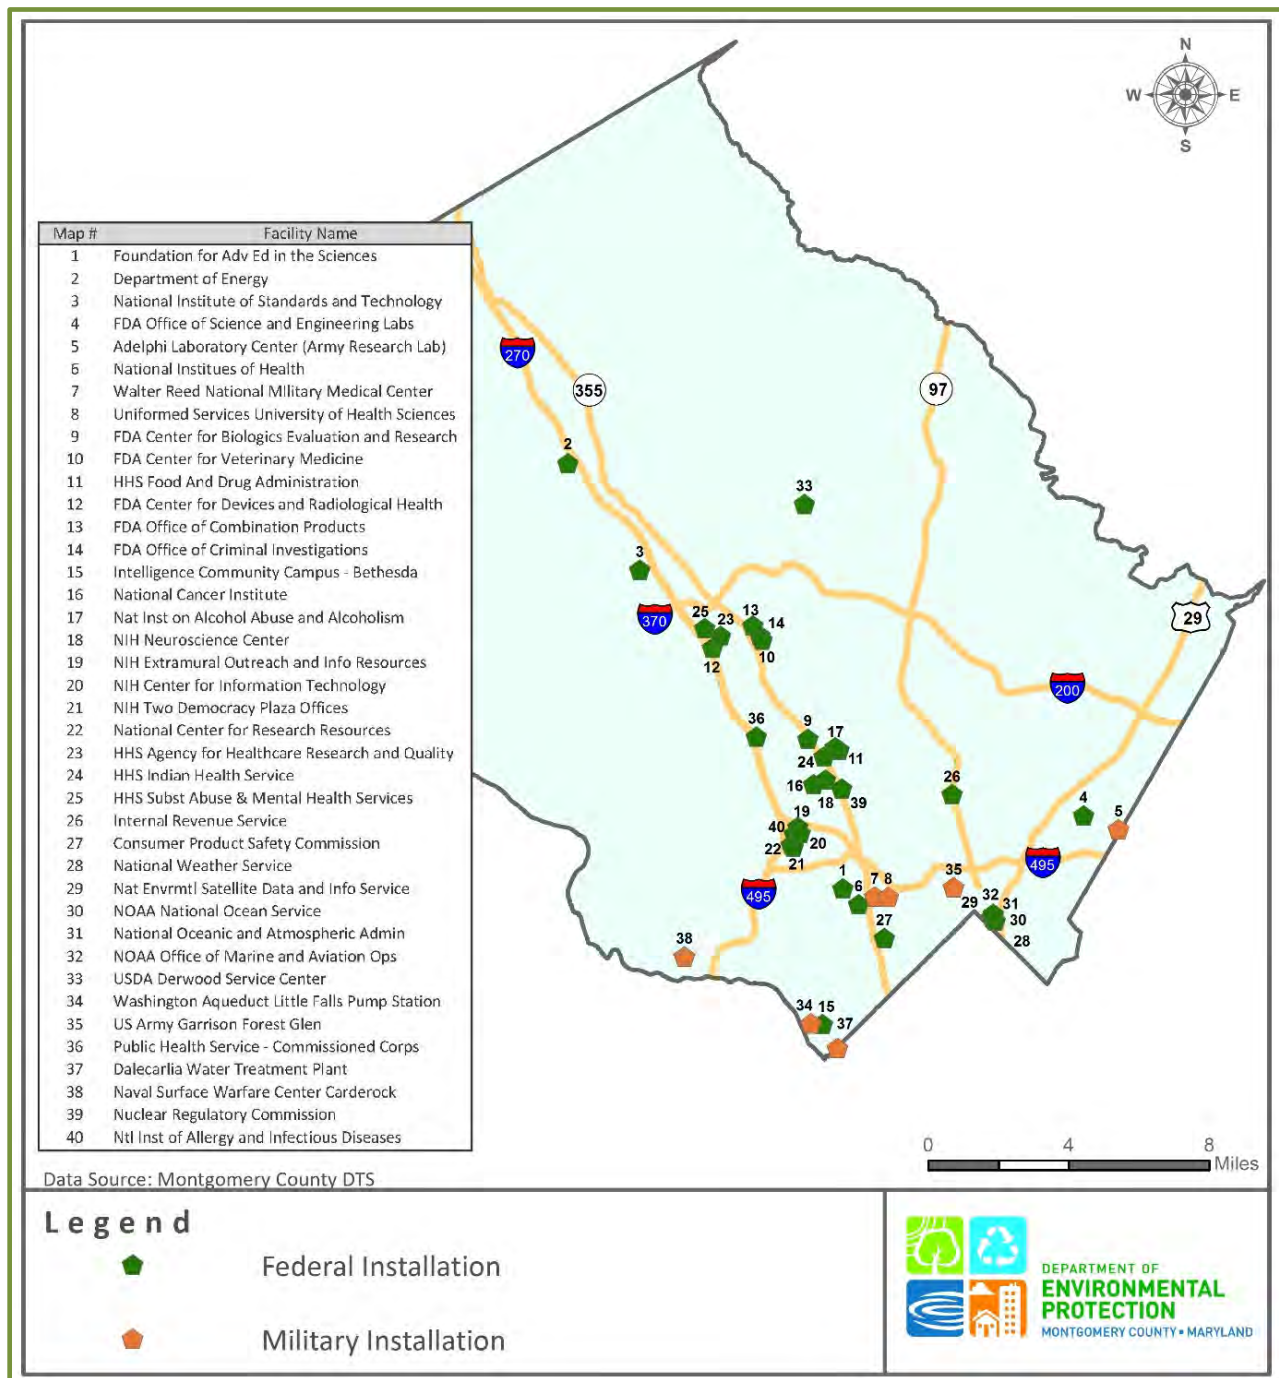 N
W E
S
Map # Facility Name
1 Foundation for Adv Ed in the Sciences
2 Department of Energy
3 National Institute of Standards and Technology
4 FDA Office of Science and Engineering Labs
5 Adelphi Laboratory Center (Army Research Lab)
6 National Institues of Health
7 Walter Reed National MIlitary Medical Center
8 Uniformed Services University of Health Sciences
9 FDA Center for Biologics Evaluation and Research
10 FDA Center for Veterinary Medicine
11 HHS Food And Drug Administration
12 FDA Center for Devices and Radiological Health
13 FDA Office of Combination Products
14 FDA Office of Criminal Investigations
15 Intelligence Community Campus - Bethesda
16 National Cancer Institute
17 Nat Inst on Alcohol Abuse and Alcoholism
18 NIH Neuroscience Center
19 NIH Extramural Outreach and Info Resources
20 NIH Center for Information Technology
21 NIH Two Democracy Plaza Offices
22 National Center for Research Resources
23 HHS Agency for Healthcare Research and Quality
24 HHS Indian Health Service
25 HHS Subst Abuse & Mental Health Services
26 Internal Revenue Service
27 Consumer Product Safety Commission
28 National Weather Service
29 Nat Envrmtl Satellite Data and Info Service
30 NOAA National Ocean Service
31 National Oceanic and Atmospheric Admin
32 NOAA Office of Marine and Aviation Ops
33 USDA Derwood Service Center
34 Washington Aqueduct Little Falls Pump Station
35 US Army Garrison Forest Glen
36 Public Health Service - Commissioned Corps
37 Dalecarlia Water Treatment Plant
38 Naval Surface Warfare Center Carderock
39 Nuclear Regulatory Commission
40 Ntl Inst of Allergy and Infectious Diseases
270
355
97
2
33
3
370
25
23
13
14
12
10
29
200
36
9
17
24
11
16
18
39
26
4
5
19
40
20
22
21
495
1
6
7
8
35
495
29
32
31
30
28
27
38
34
15
37
0 4 8
Miles
Data Source: Montgomery County DTS
Legend
Federal Installation
Military Installation
DEPARTMENT OF
ENVIRONMENTAL
PROTECTION
MONTGOMERY COUNTY • MARYLAND